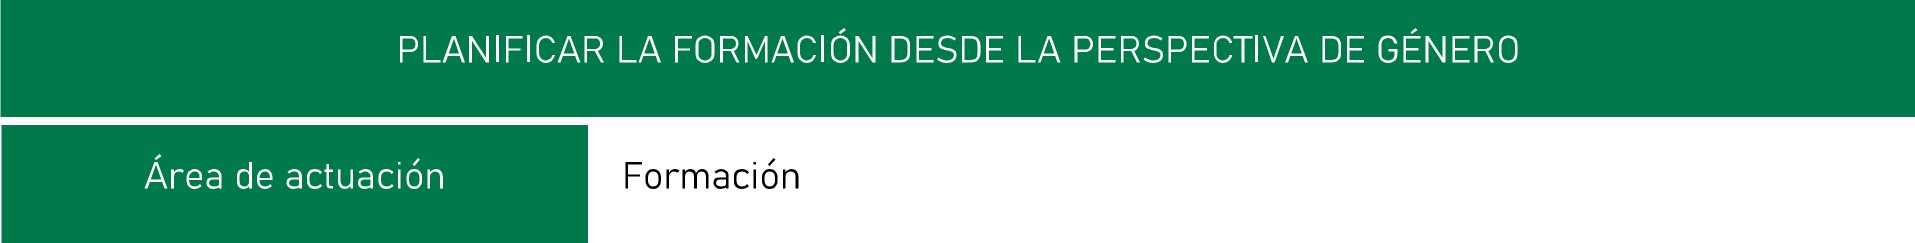 PLANIFICAR LA FORMACIÓN DESDE LA PERSPECTIVA DE GÉNERO
Área de actuación
Formación